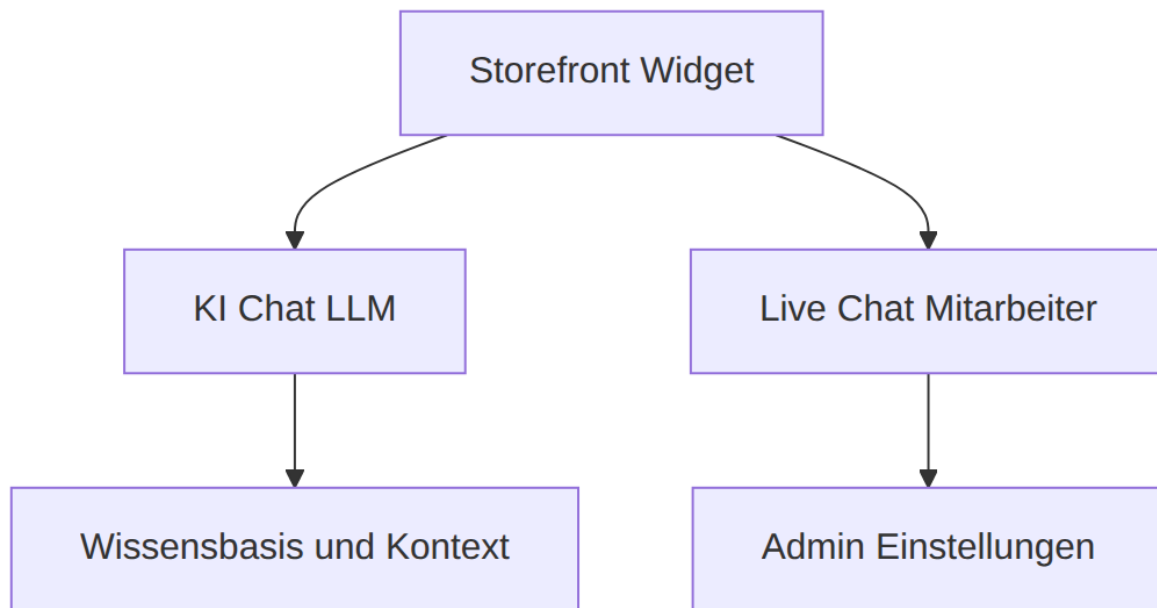 Storefront Widget
KI Chat LLM
Live Chat Mitarbeiter
Wissensbasis und Kontext
Admin Einstellungen